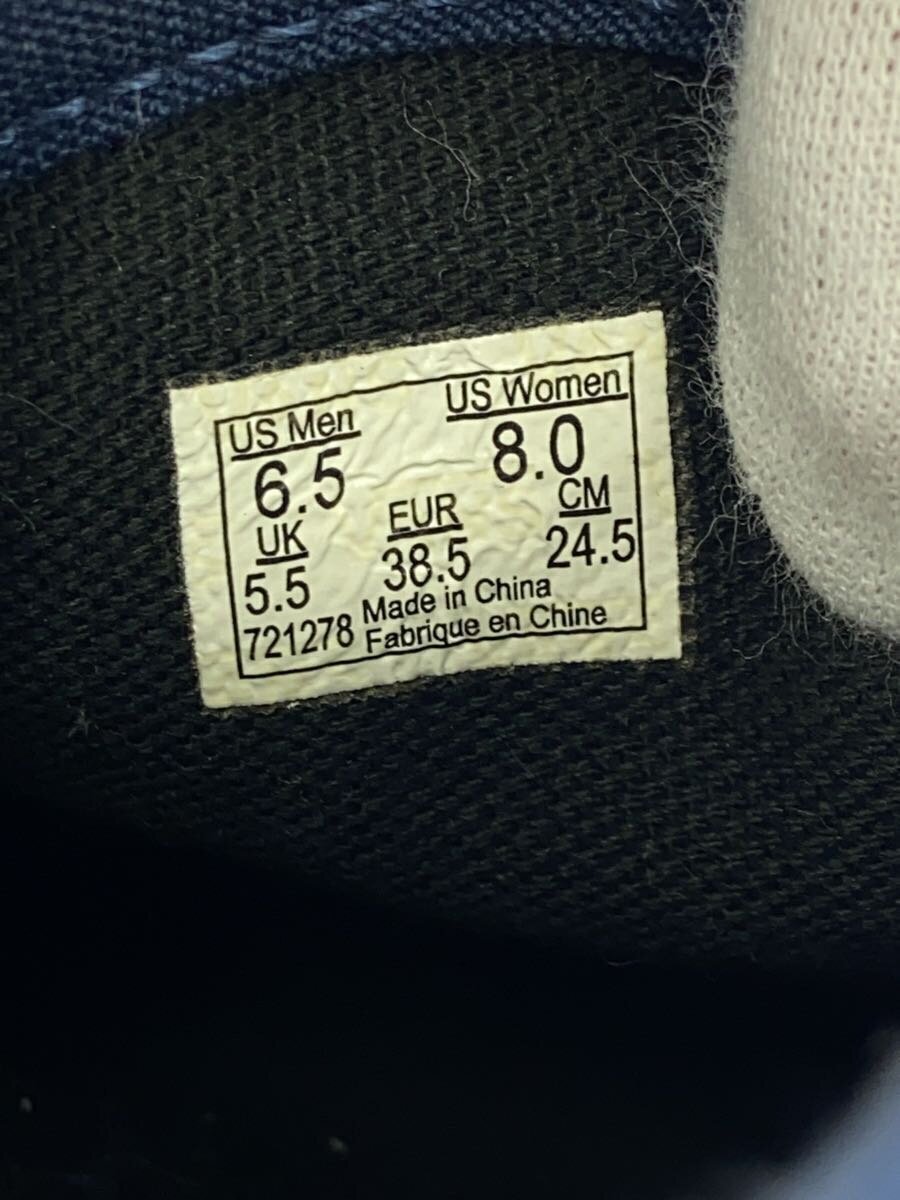 US Men US Women
6.5 8.0
UK EUR CM
5.5 38.5 24.5
721278 Made in China
Fabrique en Chine